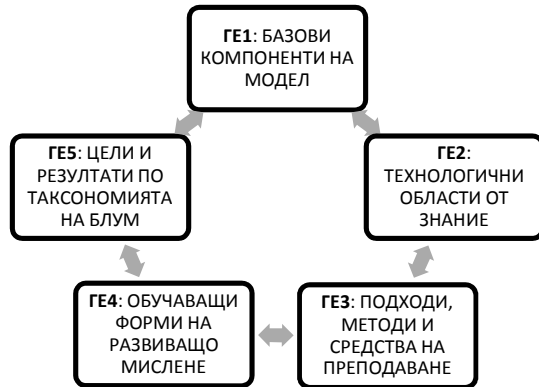 ГЕ1: БАЗОВИ
КОМПОНЕНТИ НА
МОДЕЛ
ГЕ5: ЦЕЛИ И
РЕЗУЛТАТИ ПО
ТАКСОНОМИЯТА
НА БЛУМ
ГЕ2:
ТЕХНОЛОГИЧНИ
ОБЛАСТИ ОТ
ЗНАНИЕ
ГЕ4: ОБУЧАВАЩИ
ФОРМИ НА
РАЗВИВАЩО
МИСЛЕНЕ
ГЕ3: ПОДХОДИ,
МЕТОДИ И
СРЕДСТВА НА
ПРЕПОДАВАНЕ